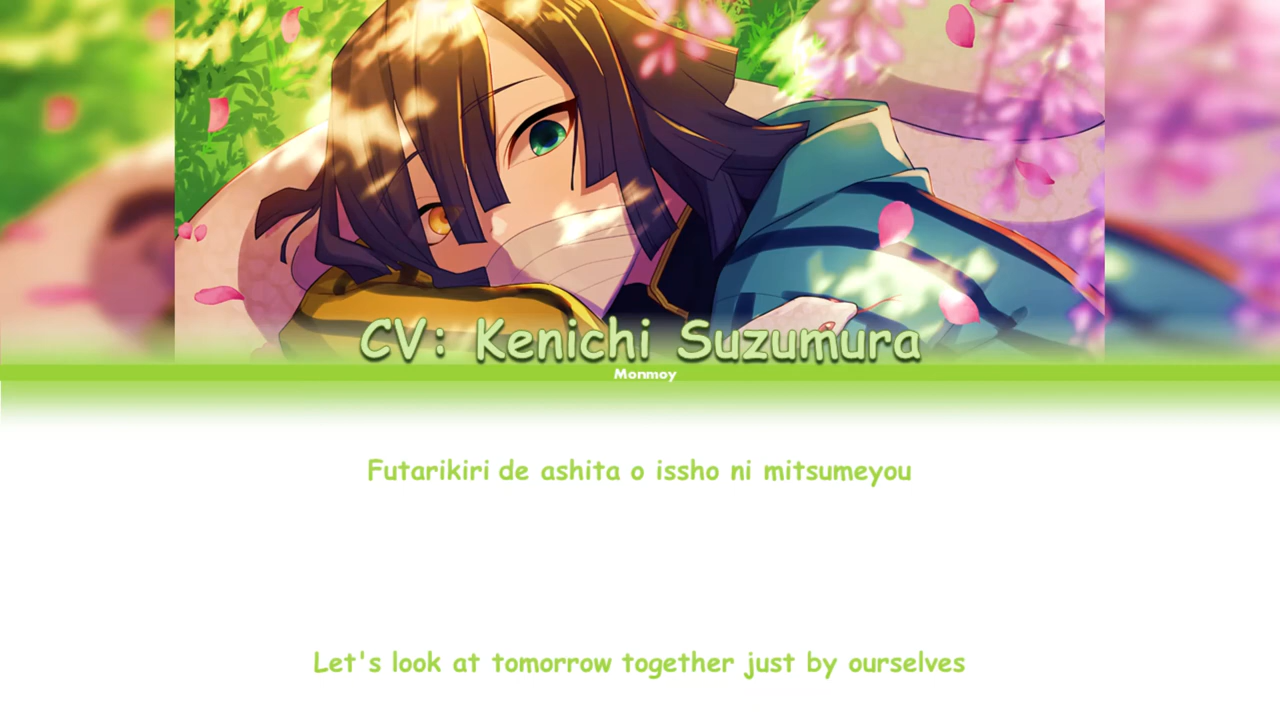 CV: Kenichi Suzumura
Monmoy
Futarikiri de ashita o issho ni mitsumeyou
Let's look at tomorrow together just by ourselves